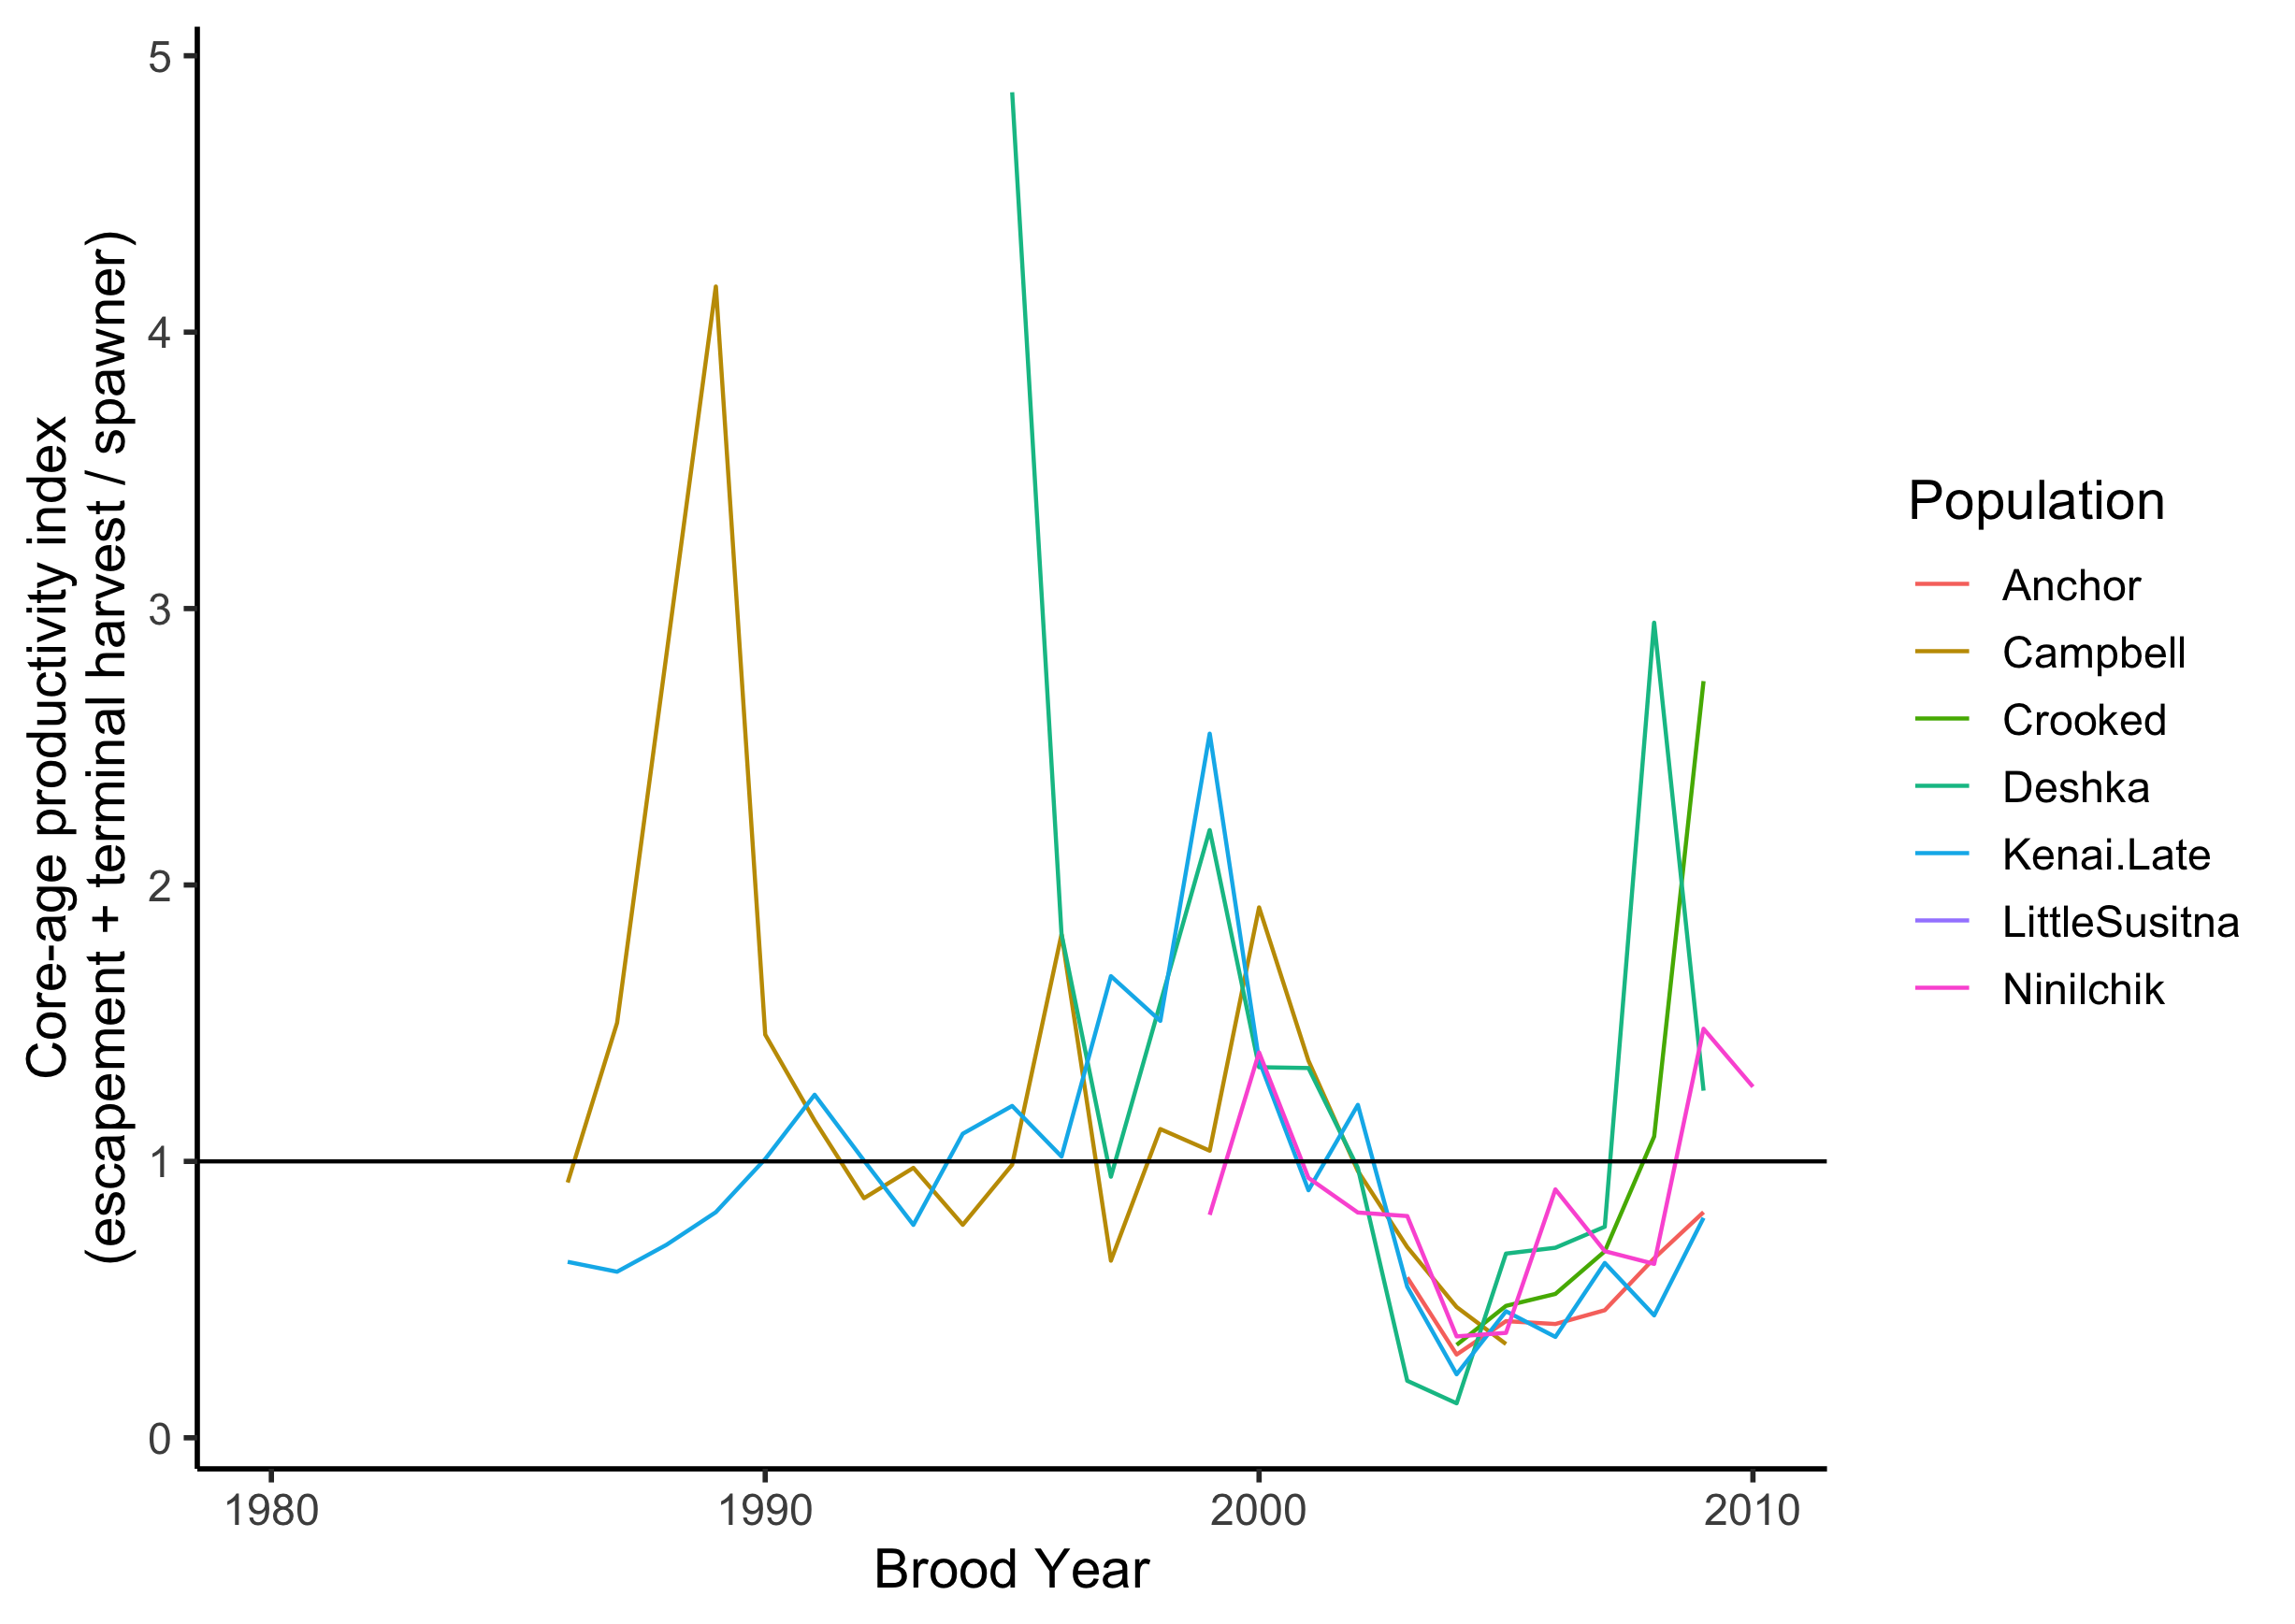 Core-age productivity index
(escapement + terminal harvest / spawner)
5
4
3
2
1
0
1980
1990
2000
2010
Brood Year
Population
Anchor
Campbell
Crooked
Deshka
Kenai.Late
LittleSusitna
Ninilchik